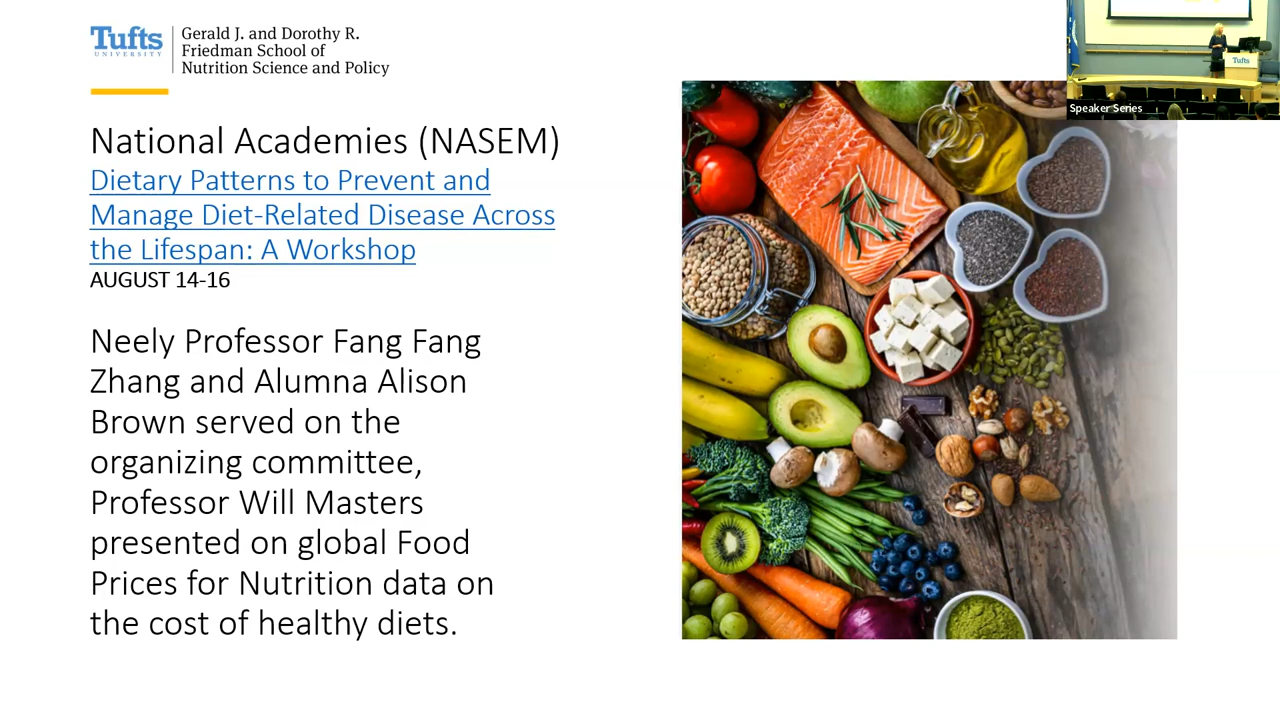 Tufts
UNIVERSITY
Gerald J. and Dorothy R.
Friedman School of
Nutrition Science and Policy
National Academies (NASEM)
Dietary Patterns to Prevent and
Manage Diet-Related Disease Across
the Lifespan: A Workshop
AUGUST 14-16
Neely Professor Fang Fang
Zhang and Alumna Alison
Brown served on the
organizing committee,
Professor Will Masters
presented on global Food
Prices for Nutrition data on
the cost of healthy diets.
Tufts
Speaker Series